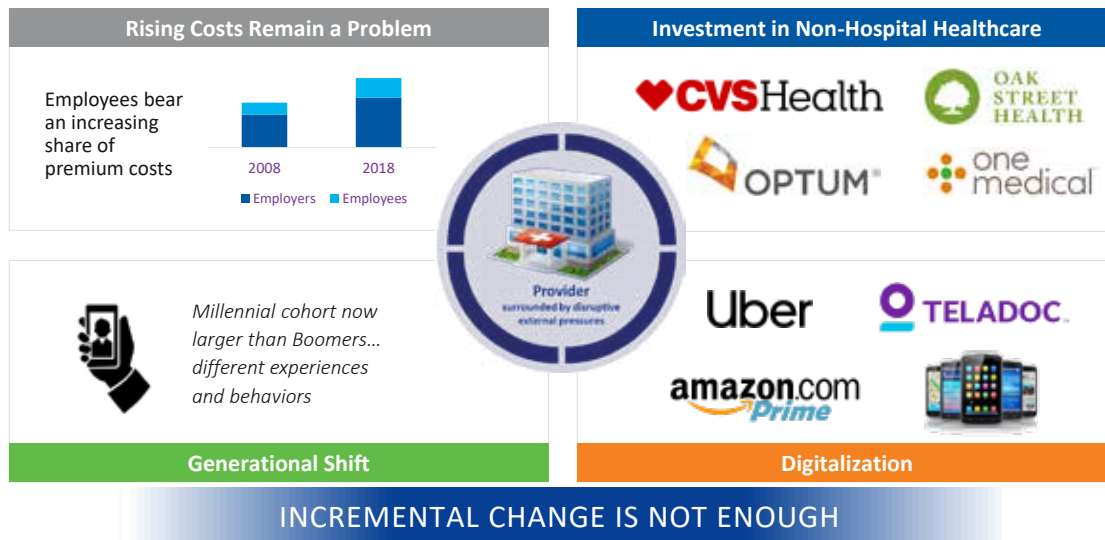 Rising Costs Remain a Problem
Employees bear
an increasing
share of
premium costs
2008
2018
Employers
Employees
Investment in Non-Hospital Healthcare
CVSHealth
OAK
STREET
HEALTH
OPTUM®
one
medical
Provider
surrounded by disruptive
external pressures
Millennial cohort now
larger than Boomers…
different experiences
and behaviors
Generational Shift
Uber
TELADOC™
amazon.com
Prime
Digitalization
INCREMENTAL CHANGE IS NOT ENOUGH